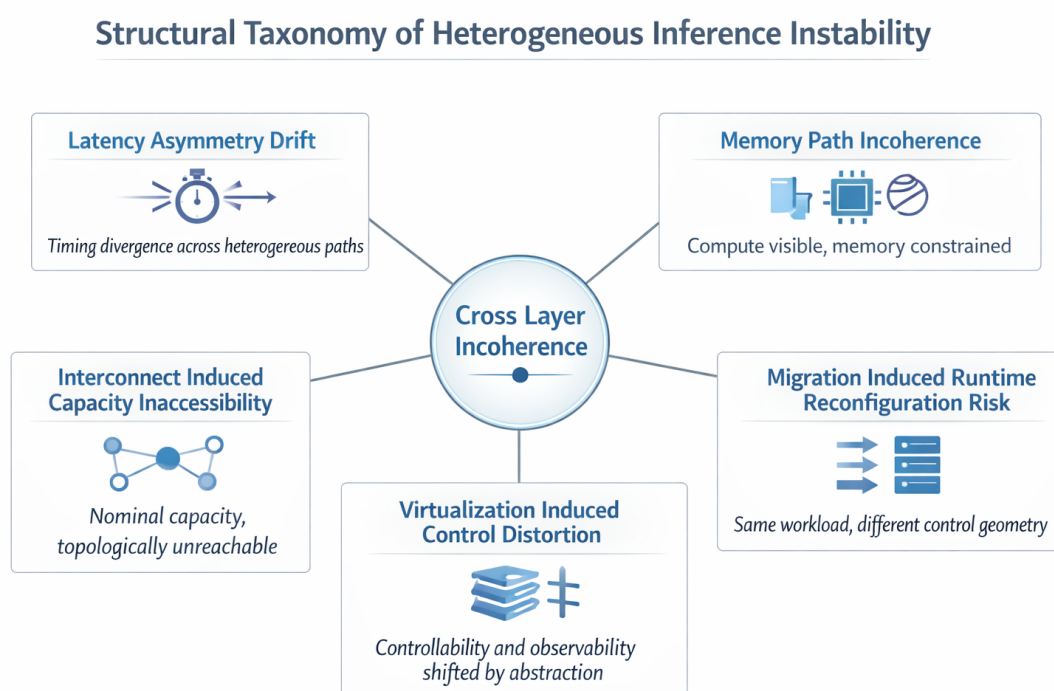 Structural Taxonomy of Heterogeneous Inference Instability
Latency Asymmetry Drift
Timing divergence across heterogereous paths
Memory Path Incoherence
Compute visible, memory constrained
Cross Layer
Incoherence
Interconnect Induced
Capacity Inaccessibility
Nominal capacity,
topologically unreachable
Migration Induced Runtime
Reconfiguration Risk
Same workload, different control geometry
Virtualization Induced
Control Distortion
Controllability and observability
shifted by abstraction